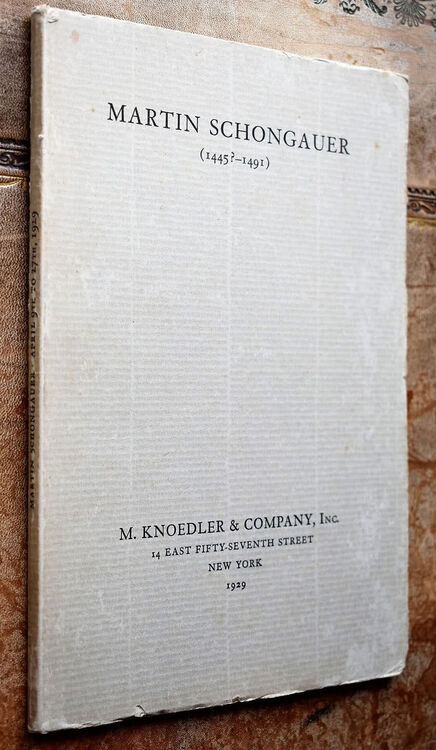 MARTIN SCHONGAUER
(1445?–1491)
M. KNOEDLER & COMPANY, INC.
14 EAST FIFTY-SEVENTH STREET
NEW YORK
1929
MARTIN SCHONGAUER - APRIL 9TH TO 27TH, 1929